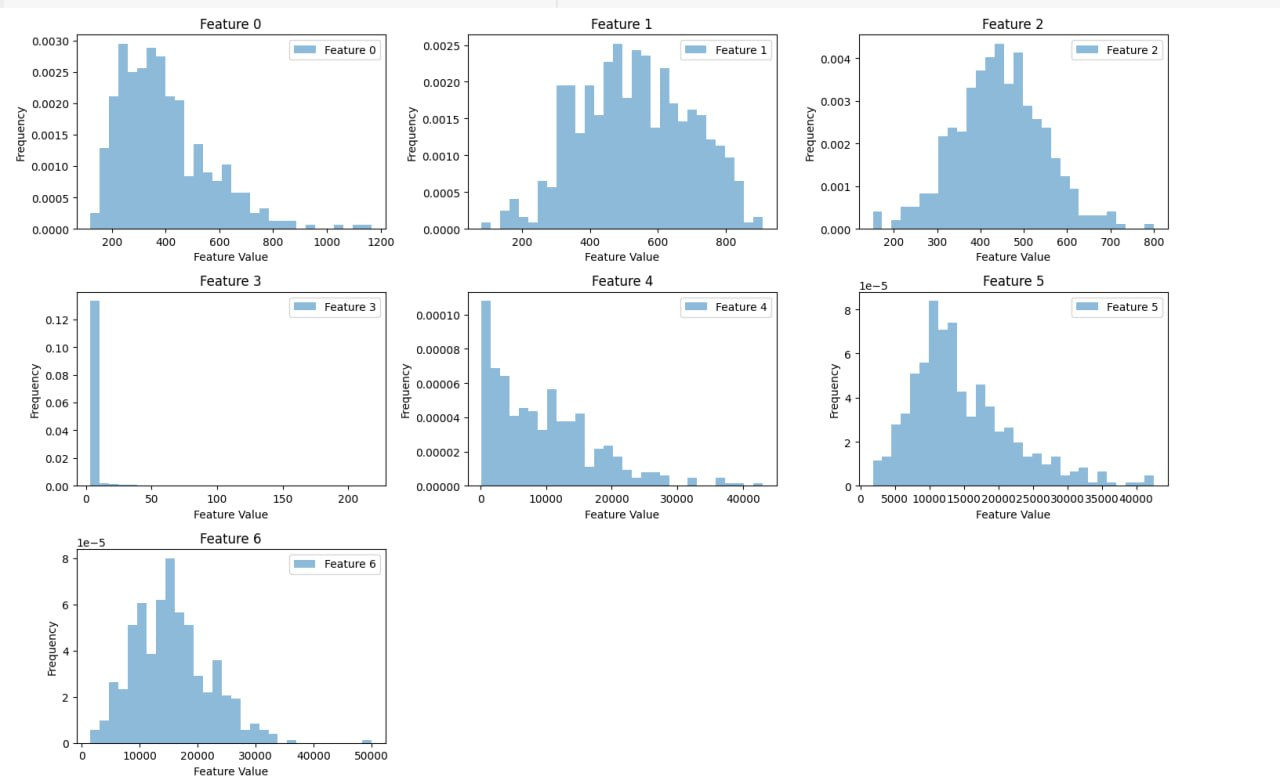 Feature 0
Feature 1
Feature 2
0.0030
0.0025
0.0020
0.0015
0.0010
0.0005
0.0000
Frequency
Feature 0
200 400 600 800 1000 1200
Feature Value
0.0025
0.0020
0.0015
0.0010
0.0005
0.0000
Frequency
Feature 1
200 400 600 800
Feature Value
0.004
0.003
0.002
0.001
0.000
Frequency
Feature 2
200 300 400 500 600 700 800
Feature Value
Feature 3
Feature 4
Feature 5
0.12
0.10
0.08
0.06
0.04
0.02
0.00
Frequency
Feature 3
0 50 100 150 200
Feature Value
0.00010
0.00008
0.00006
0.00004
0.00002
0.00000
Frequency
Feature 4
0 10000 20000 30000 40000
Feature Value
1e−5
8
6
4
2
0
Frequency
Feature 5
0 5000 10000 15000 20000 25000 30000 35000 40000
Feature Value
Feature 6
1e−5
8
6
4
2
0
Frequency
Feature 6
0 10000 20000 30000 40000 50000
Feature Value